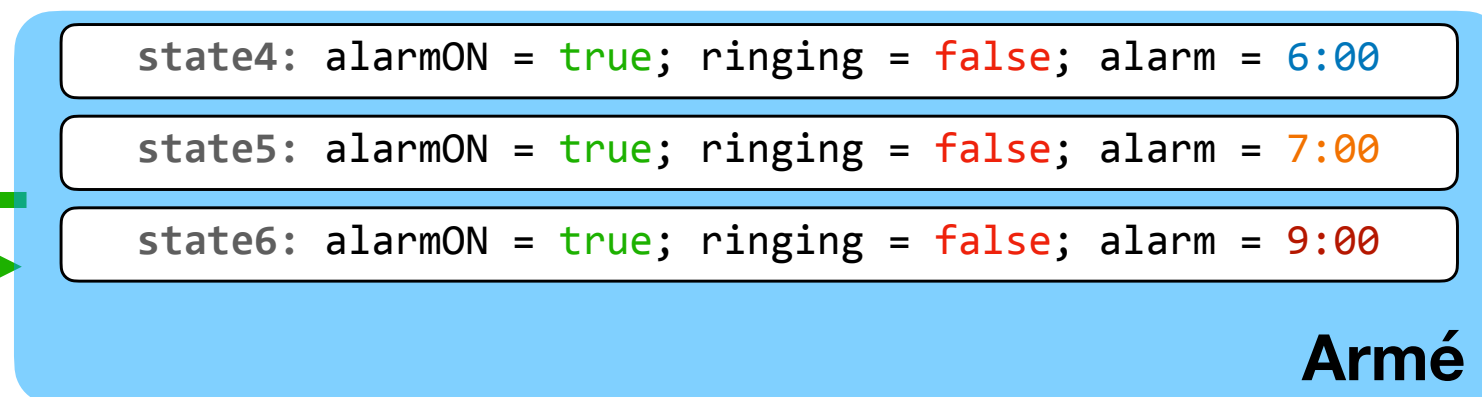 state4: alarmON = true; ringing = false; alarm = 6:00
state5: alarmON = true; ringing = false; alarm = 7:00
state6: alarmON = true; ringing = false; alarm = 9:00
Armé